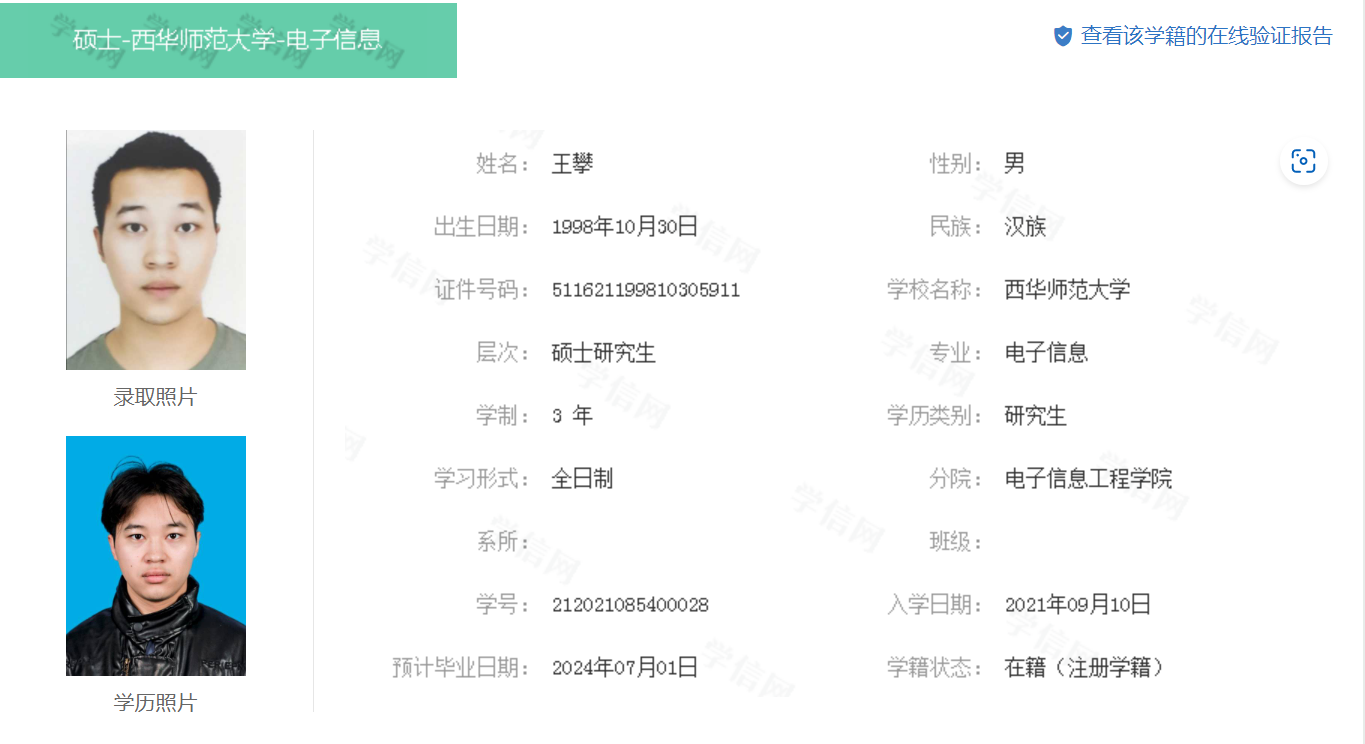 硕士-西华师范大学-电子信息
查看该学籍的在线验证报告
姓名： 王攀
性别： 男
出生日期： 1998年10月30日
民族： 汉族
证件号码： 511621199810305911
学校名称： 西华师范大学
层次： 硕士研究生
专业： 电子信息
学制： 3 年
学历类别： 研究生
学习形式： 全日制
分院： 电子信息工程学院
系所：
班级：
学号： 212021085400028
入学日期： 2021年09月10日
预计毕业日期： 2024年07月01日
学籍状态： 在籍（注册学籍）
录取照片
学历照片
学信网